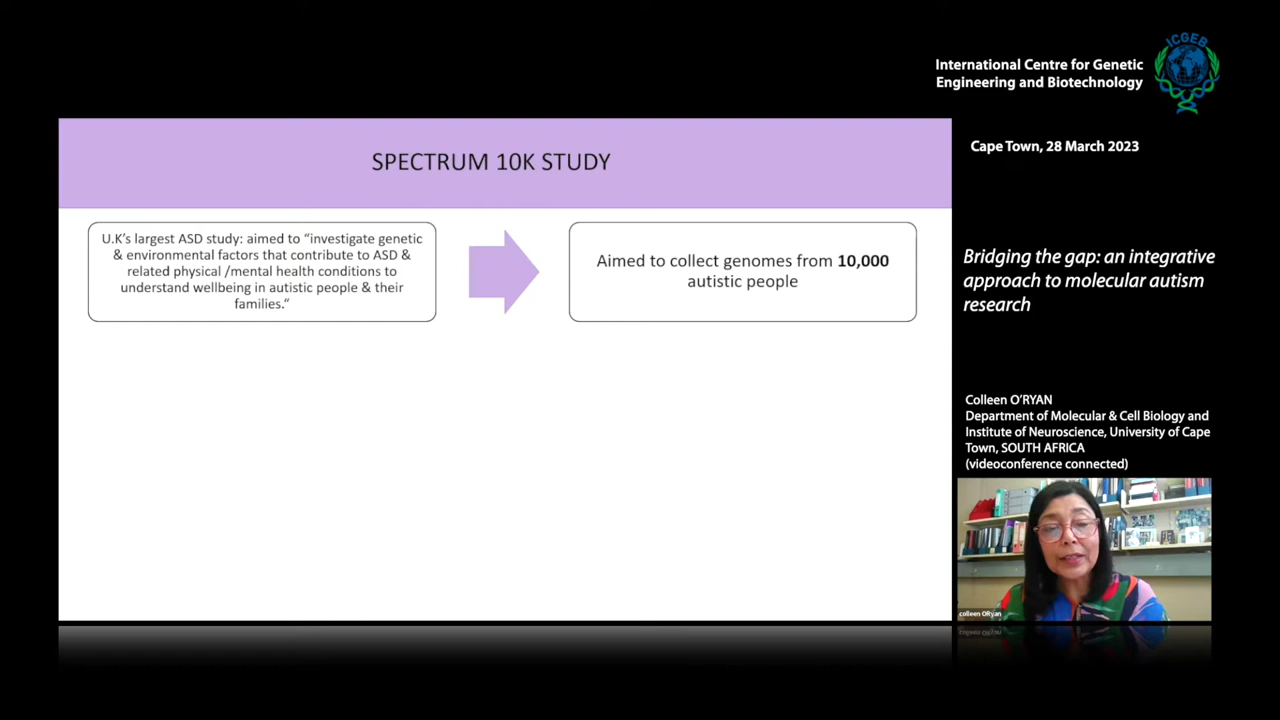 ICGEB
International Centre for Genetic
Engineering and Biotechnology
Cape Town, 28 March 2023
SPECTRUM 10K STUDY
U.K's largest ASD study: aimed to “investigate genetic
& environmental factors that contribute to ASD &
related physical /mental health conditions to
understand wellbeing in autistic people & their
families.“
Aimed to collect genomes from 10,000
autistic people
Bridging the gap: an integrative
approach to molecular autism
research
Colleen O’RYAN
Department of Molecular & Cell Biology and
Institute of Neuroscience, University of Cape
Town, SOUTH AFRICA
(videoconference connected)
colleen ORyan